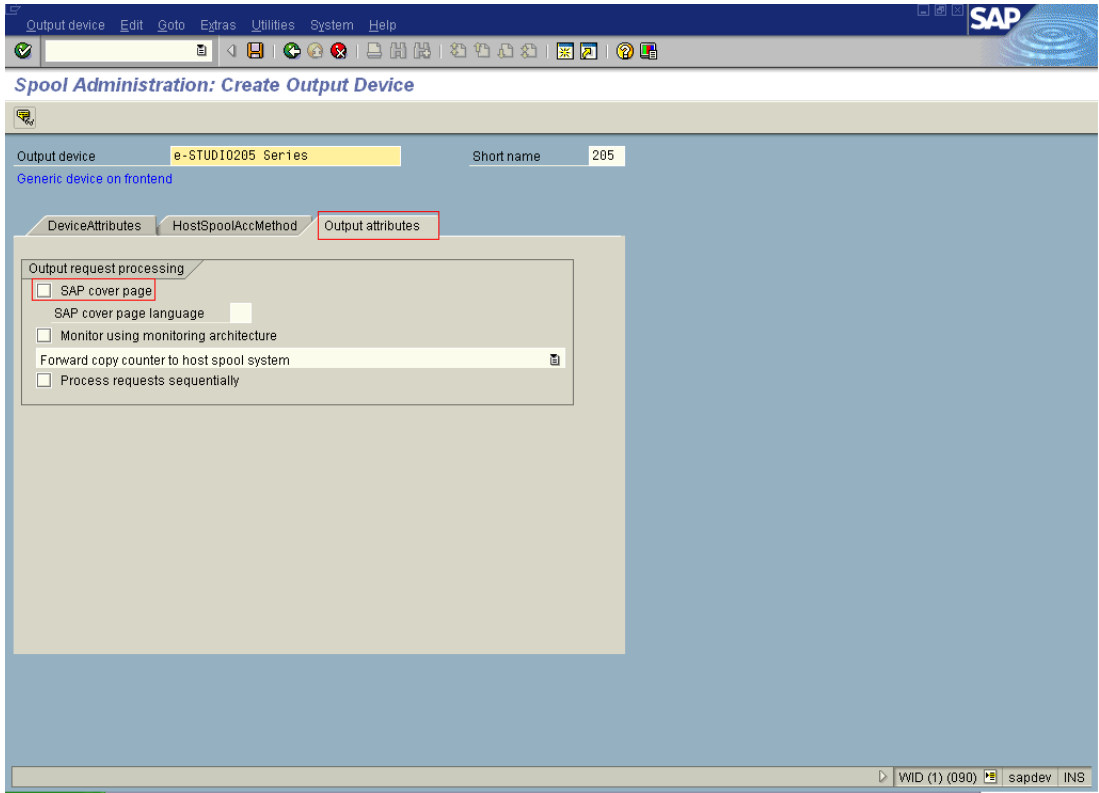 Output device Edit Goto Extras Utilities System Help
SAP
Spool Administration: Create Output Device
Output device e-STUDIO205 Series Short name 205
Generic device on frontend
DeviceAttributes HostSpoolAccMethod Output attributes
Output request processing
SAP cover page
SAP cover page language
Monitor using monitoring architecture
Forward copy counter to host spool system
Process requests sequentially
WID (1) (090) sapdev INS